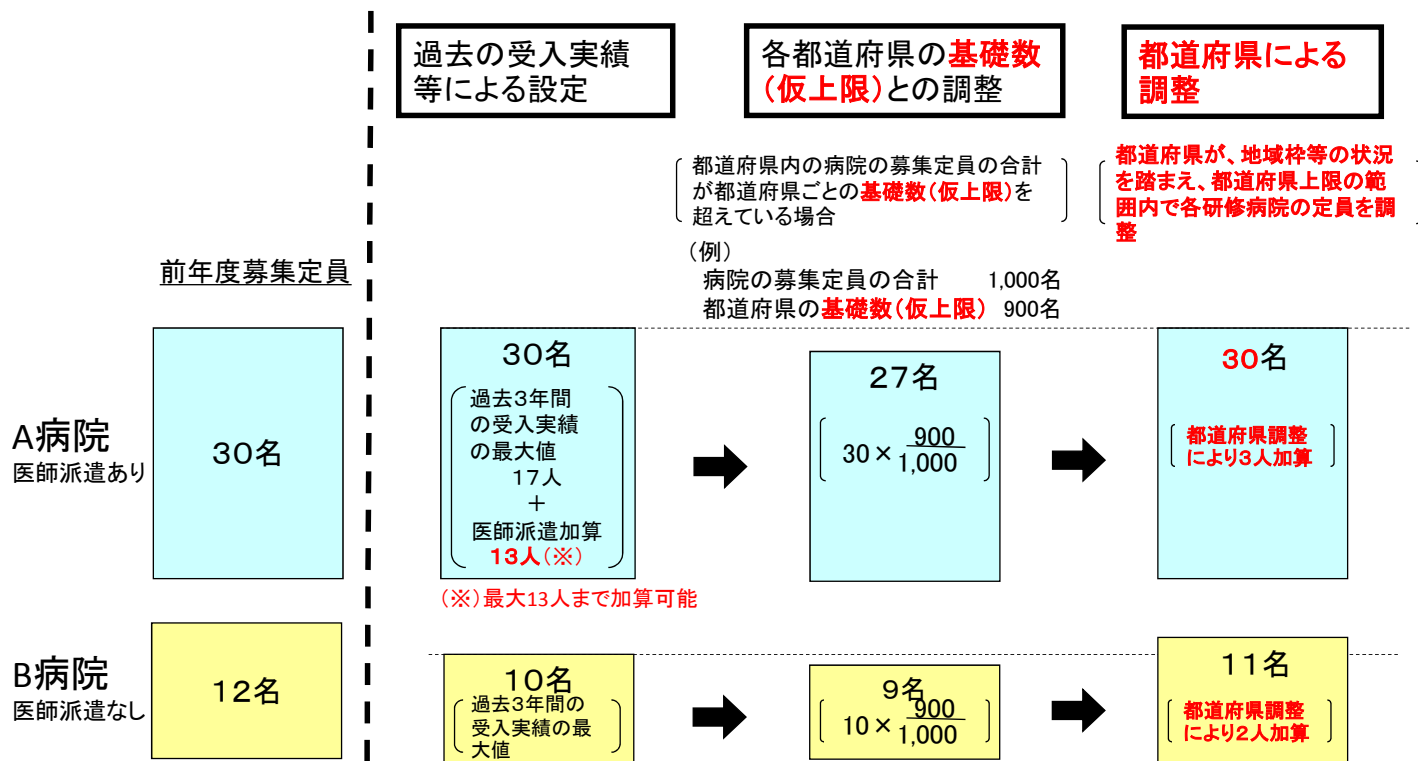 過去の受入実績
等による設定
各都道府県の基礎数
(仮上限)との調整
都道府県による
調整
都道府県内の病院の募集定員の合計
が都道府県ごとの基礎数(仮上限)を
超えている場合
都道府県が、地域枠等の状況
を踏まえ、都道府県上限の範
囲内で各研修病院の定員を調
整
(例)
病院の募集定員の合計 1,000名
都道府県の基礎数(仮上限) 900名
前年度募集定員
A病院
医師派遣あり
30名
30名
過去3年間
の受入実績
の最大値
17人
+
医師派遣加算
13人(※)
(※)最大13人まで加算可能
27名
30×
900
1,000
30名
都道府県調整
により3人加算
B病院
医師派遣なし
12名
10名
過去3年間の
受入実績の最
大値
9名
10×
900
1,000
11名
都道府県調整
により2人加算